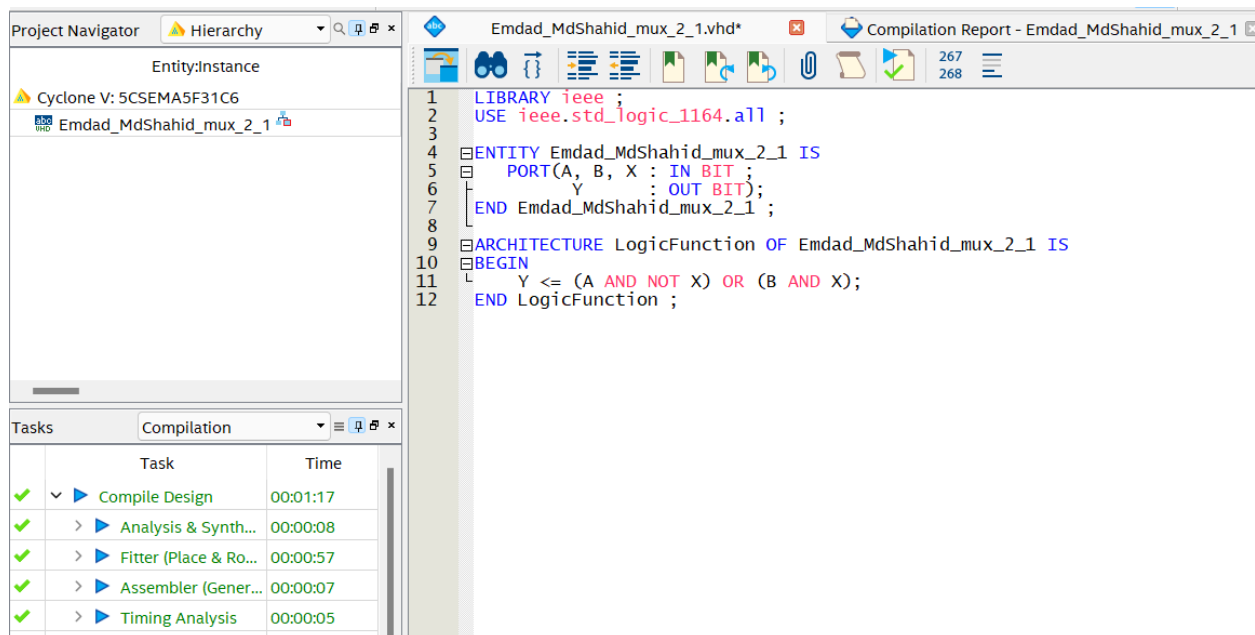 Project Navigator Hierarchy
Entity:Instance
Cyclone V: 5CSEMA5F31C6
abc VHD Emdad_MdShahid_mux_2_1
Tasks Compilation
Task Time
Compile Design 00:01:17
Analysis & Synth... 00:00:08
Fitter (Place & Ro... 00:00:57
Assembler (Gener... 00:00:07
Timing Analysis 00:00:05
abc Emdad_MdShahid_mux_2_1.vhd* Compilation Report - Emdad_MdShahid_mux_2_1
267
268
1 LIBRARY ieee ;
2 USE ieee.std_logic_1164.all ;
3
4 ENTITY Emdad_MdShahid_mux_2_1 IS
5 PORT(A, B, X : IN BIT ;
6 Y : OUT BIT);
7 END Emdad_MdShahid_mux_2_1 ;
8
9 ARCHITECTURE LogicFunction OF Emdad_MdShahid_mux_2_1 IS
10 BEGIN
11 Y <= (A AND NOT X) OR (B AND X);
12 END LogicFunction ;